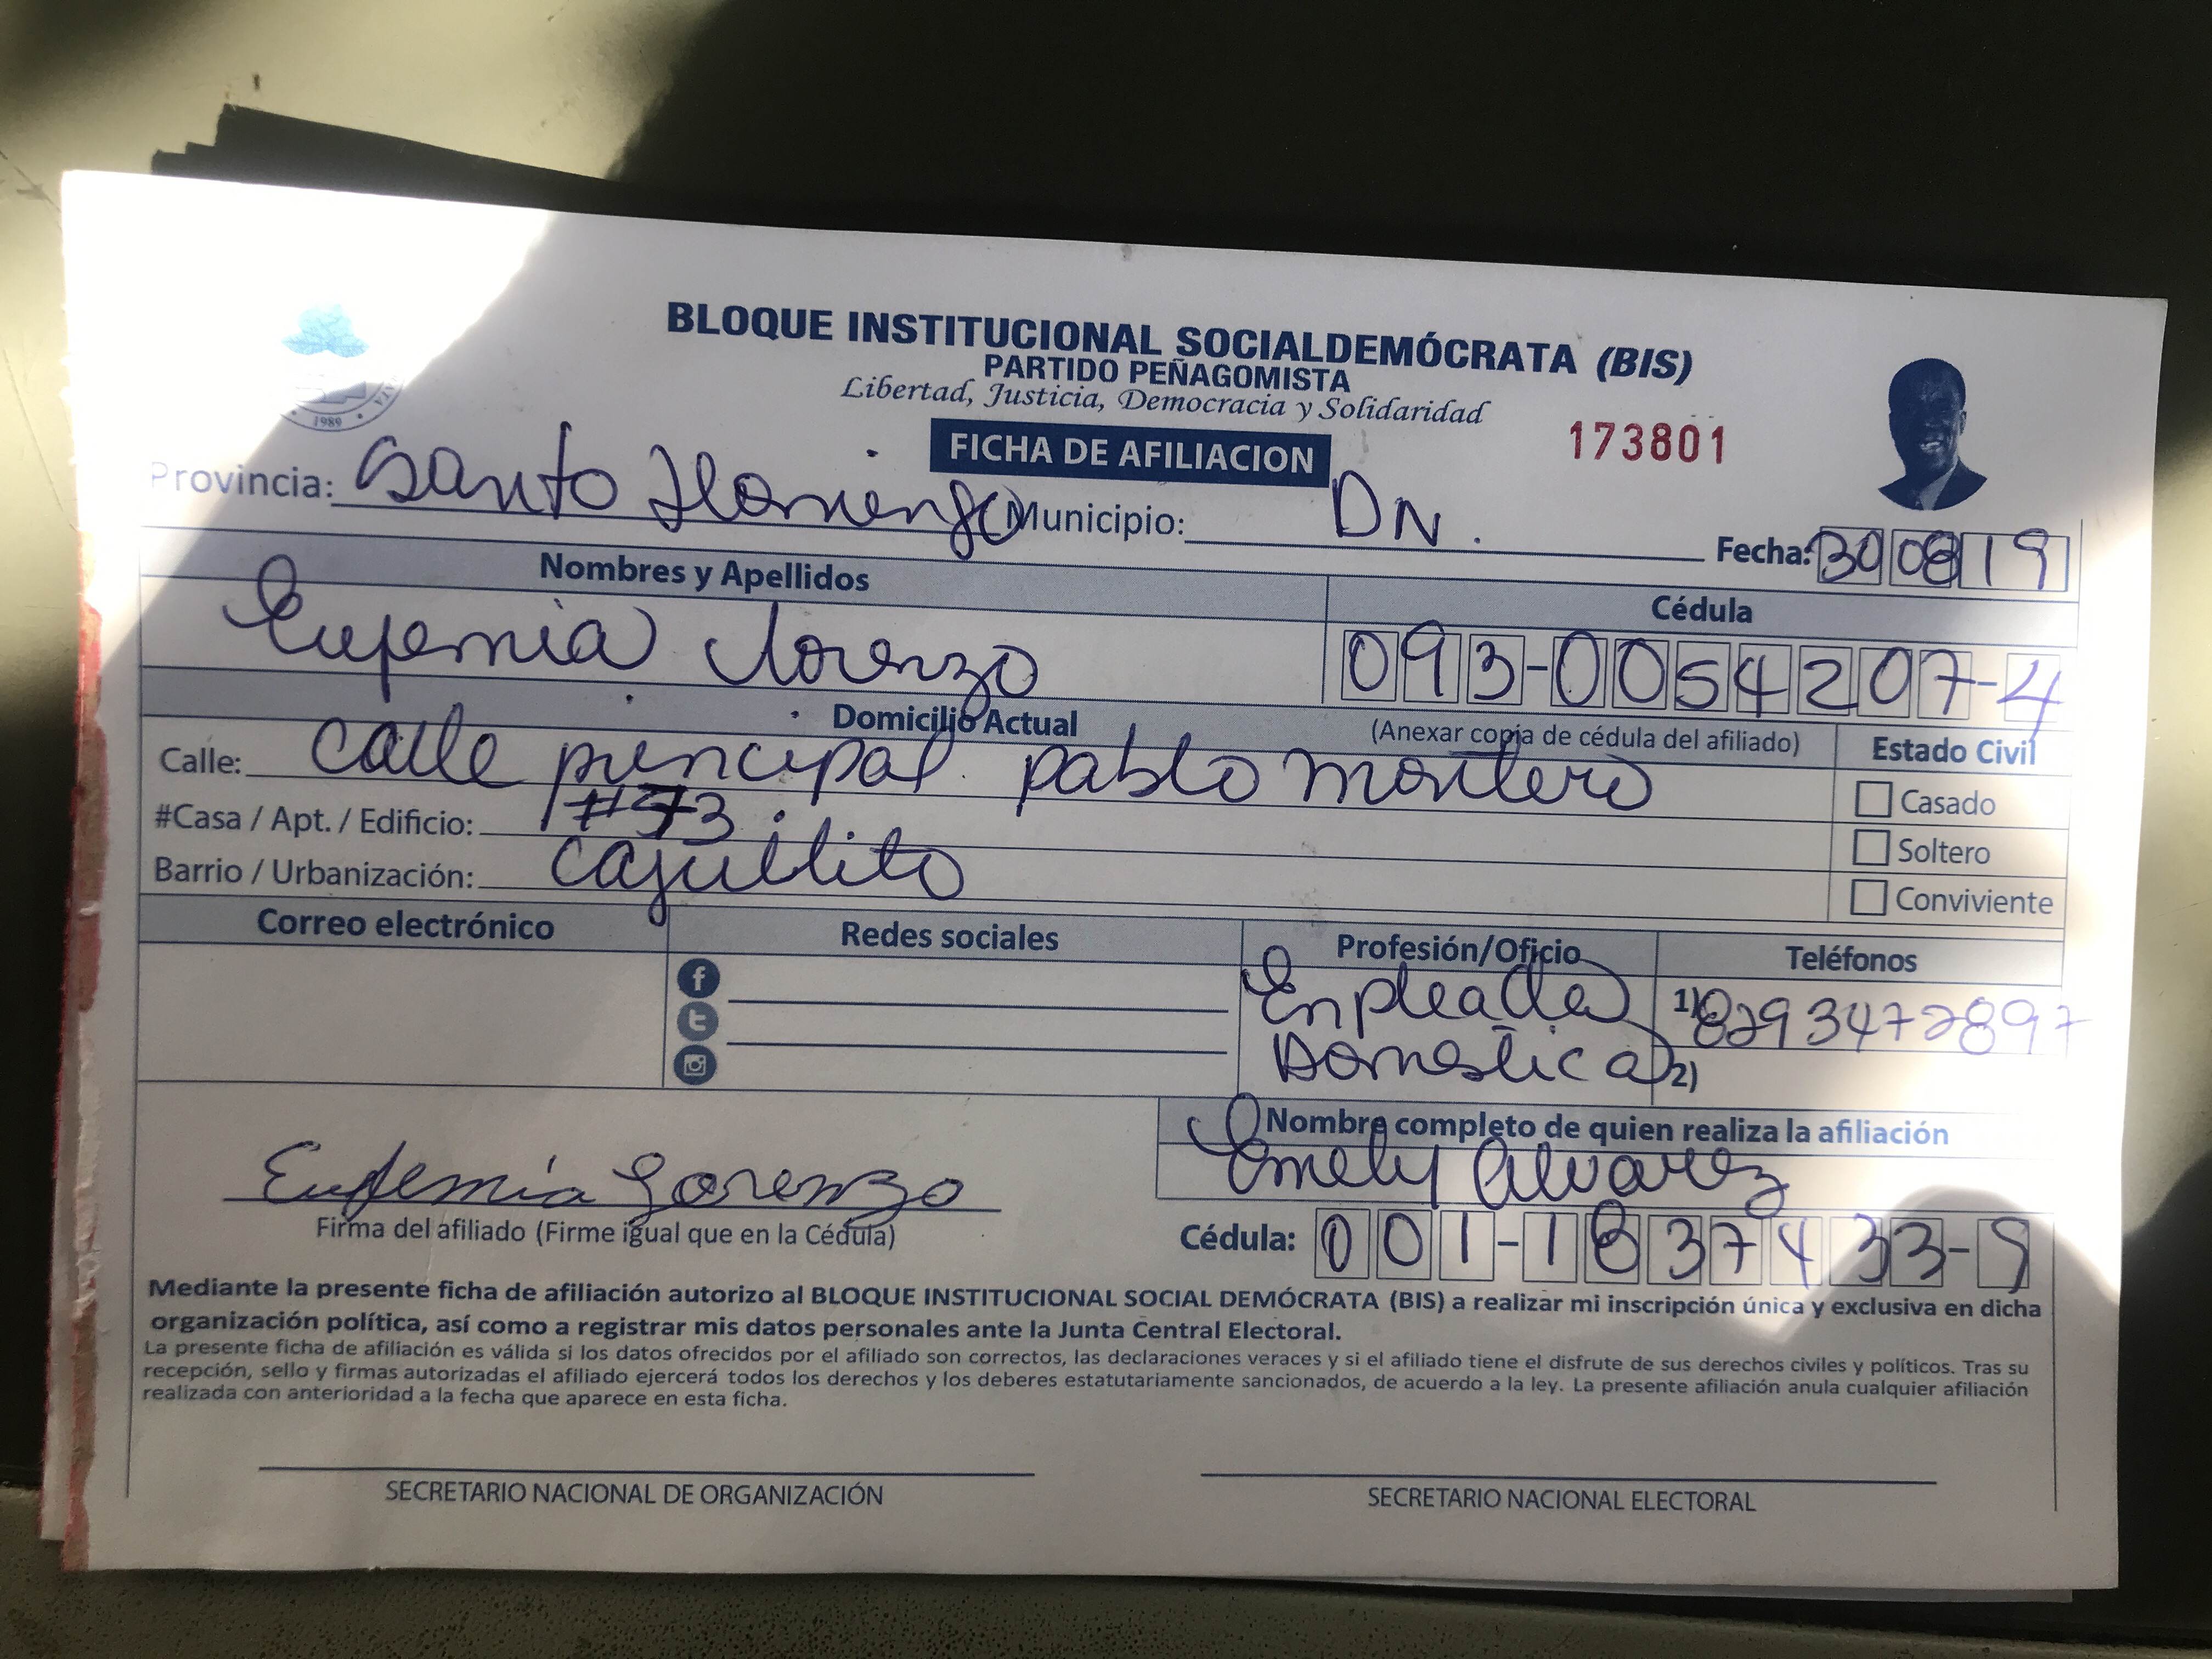 BLOQUE INSTITUCIONAL SOCIALDEMÓCRATA (BIS)
PARTIDO PEÑAGOMISTA
Libertad, Justicia, Democracia y Solidaridad
1989
FICHA DE AFILIACION
173801
Provincia: Santo Domingo Municipio: DN.
Fecha: 30 08 19
Nombres y Apellidos
Cédula
Eufemia Lorenzo
093-0054207-4
Domicilio Actual
(Anexar copia de cédula del afiliado)
Estado Civil
Calle: Calle principal pablo montero
Casado
#Casa / Apt. / Edificio: #53
Soltero
Barrio / Urbanización: Cajuilito
Conviviente
Correo electrónico
Redes sociales
Profesión/Oficio
Teléfonos
Enpleada
1) 8293472897
Domestica
2)
Nombre completo de quien realiza la afiliación
Emely Alvarez
Eufemia Lorenzo
Firma del afiliado (Firme igual que en la Cédula)
Cédula: 001-1837433-9
Mediante la presente ficha de afiliación autorizo al BLOQUE INSTITUCIONAL SOCIAL DEMÓCRATA (BIS) a realizar mi inscripción única y exclusiva en dicha
organización política, así como a registrar mis datos personales ante la Junta Central Electoral.
La presente ficha de afiliación es válida si los datos ofrecidos por el afiliado son correctos, las declaraciones veraces y si el afiliado tiene el disfrute de sus derechos civiles y políticos. Tras su
recepción, sello y firmas autorizadas el afiliado ejercerá todos los derechos y los deberes estatutariamente sancionados, de acuerdo a la ley. La presente afiliación anula cualquier afiliación
realizada con anterioridad a la fecha que aparece en esta ficha.
SECRETARIO NACIONAL DE ORGANIZACIÓN
SECRETARIO NACIONAL ELECTORAL